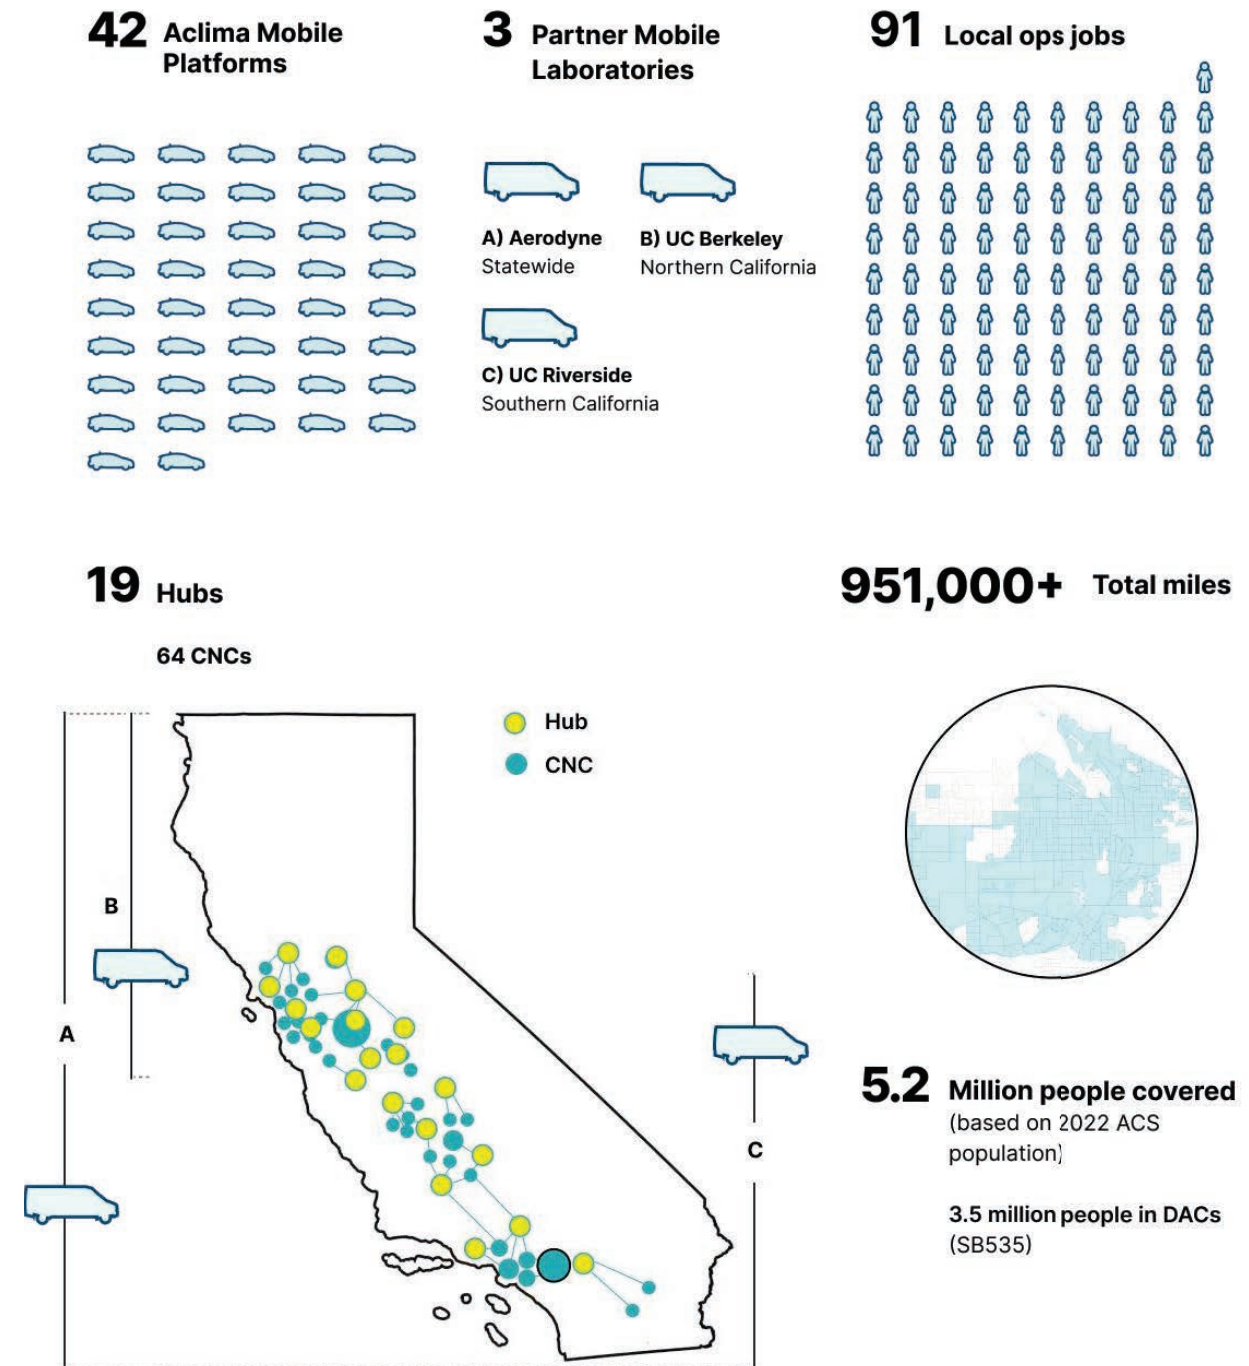 42 Aclima Mobile
Platforms
3 Partner Mobile
Laboratories
91 Local ops jobs
A) Aerodyne
Statewide
B) UC Berkeley
Northern California
C) UC Riverside
Southern California
19 Hubs
64 CNCs
Hub
CNC
B
A
C
951,000+ Total miles
5.2 Million people covered
(based on 2022 ACS
population)
3.5 million people in DACs
(SB535)